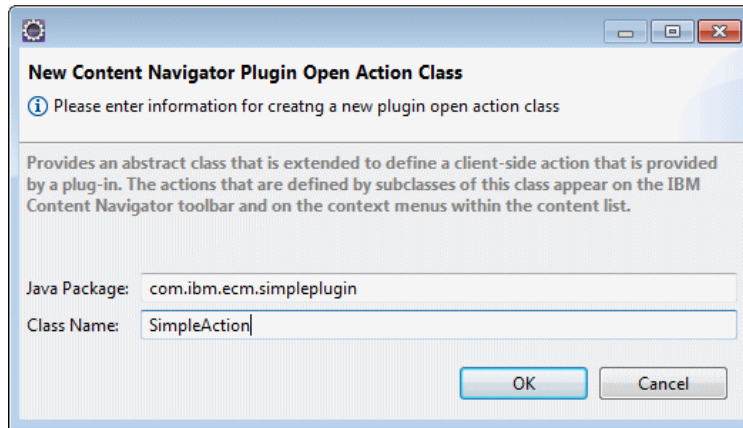 New Content Navigator Plugin Open Action Class
Please enter information for creatng a new plugin open action class
Provides an abstract class that is extended to define a client-side action that is provided
by a plug-in. The actions that are defined by subclasses of this class appear on the IBM
Content Navigator toolbar and on the context menus within the content list.
Java Package: com.ibm.ecm.simpleplugin
Class Name: SimpleAction
OK Cancel